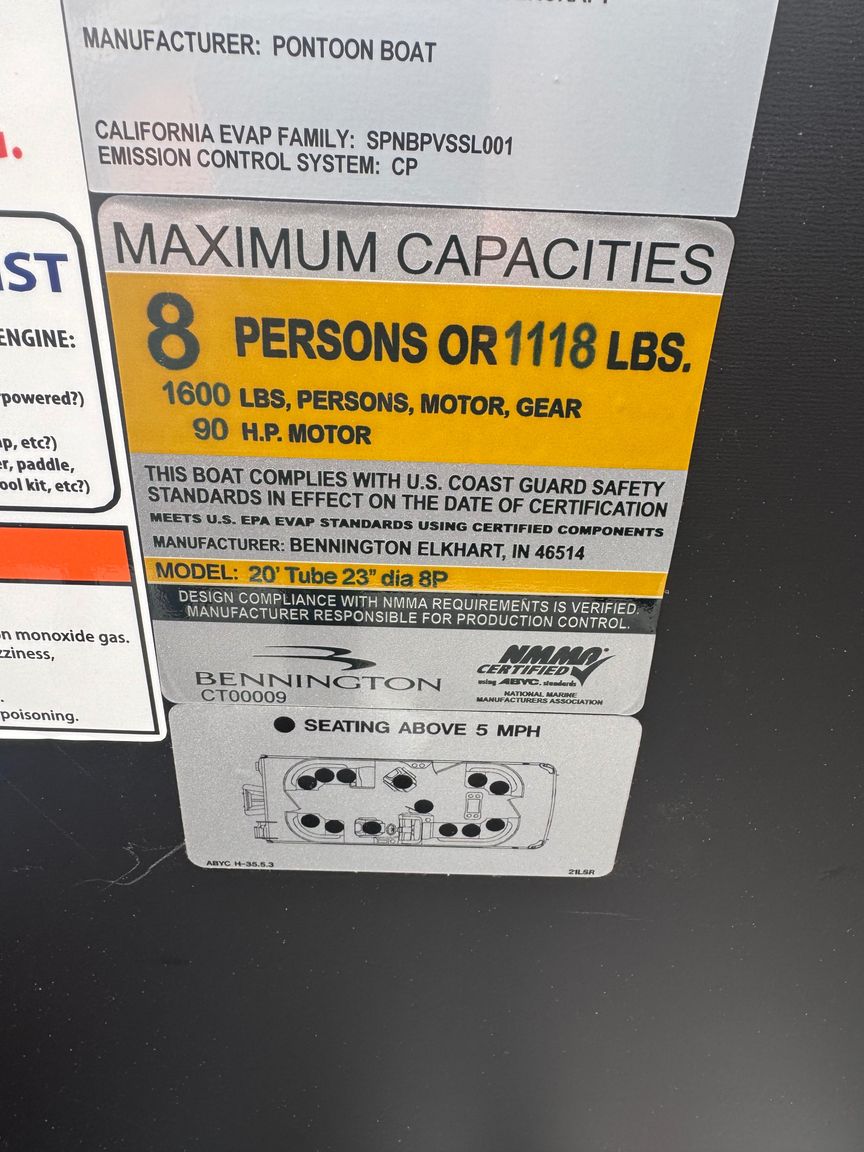 MANUFACTURER: PONTOON BOAT
CALIFORNIA EVAP FAMILY: SPNBPVSSL001
EMISSION CONTROL SYSTEM: CP
MAXIMUM CAPACITIES
8 PERSONS OR 1118 LBS.
1600 LBS, PERSONS, MOTOR, GEAR
90 H.P. MOTOR
THIS BOAT COMPLIES WITH U.S. COAST GUARD SAFETY
STANDARDS IN EFFECT ON THE DATE OF CERTIFICATION
MEETS U.S. EPA EVAP STANDARDS USING CERTIFIED COMPONENTS
MANUFACTURER: BENNINGTON ELKHART, IN 46514
MODEL: 20' Tube 23" dia 8P
DESIGN COMPLIANCE WITH NMMA REQUIREMENTS IS VERIFIED.
MANUFACTURER RESPONSIBLE FOR PRODUCTION CONTROL.
BENNINGTON
CT00009
NMMA
CERTIFIED
using ABYC. standards
NATIONAL MARINE
MANUFACTURERS ASSOCIATION
SEATING ABOVE 5 MPH
ABYC H-35.5.3
21LSR
IST
ENGINE:
powered?)
p, etc?)
r, paddle,
ool kit, etc?)
n monoxide gas.
zziness,
poisoning.